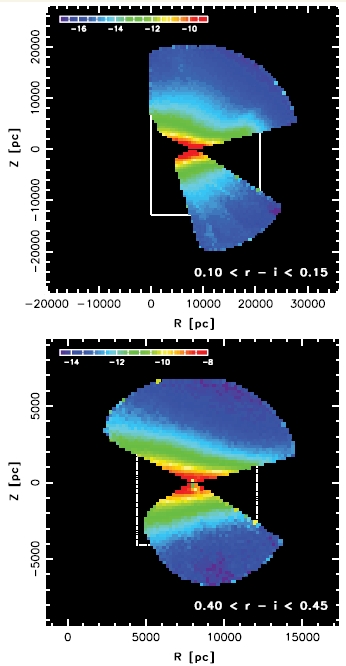 -16 -14 -12 -10
20000
10000
0
-10000
-20000
Z [pc]
0.10 < r - i < 0.15
-20000 -10000 0 10000 20000 30000
R [pc]
-14 -12 -10 -8
5000
0
-5000
Z [pc]
0.40 < r - i < 0.45
0 5000 10000 15000
R [pc]